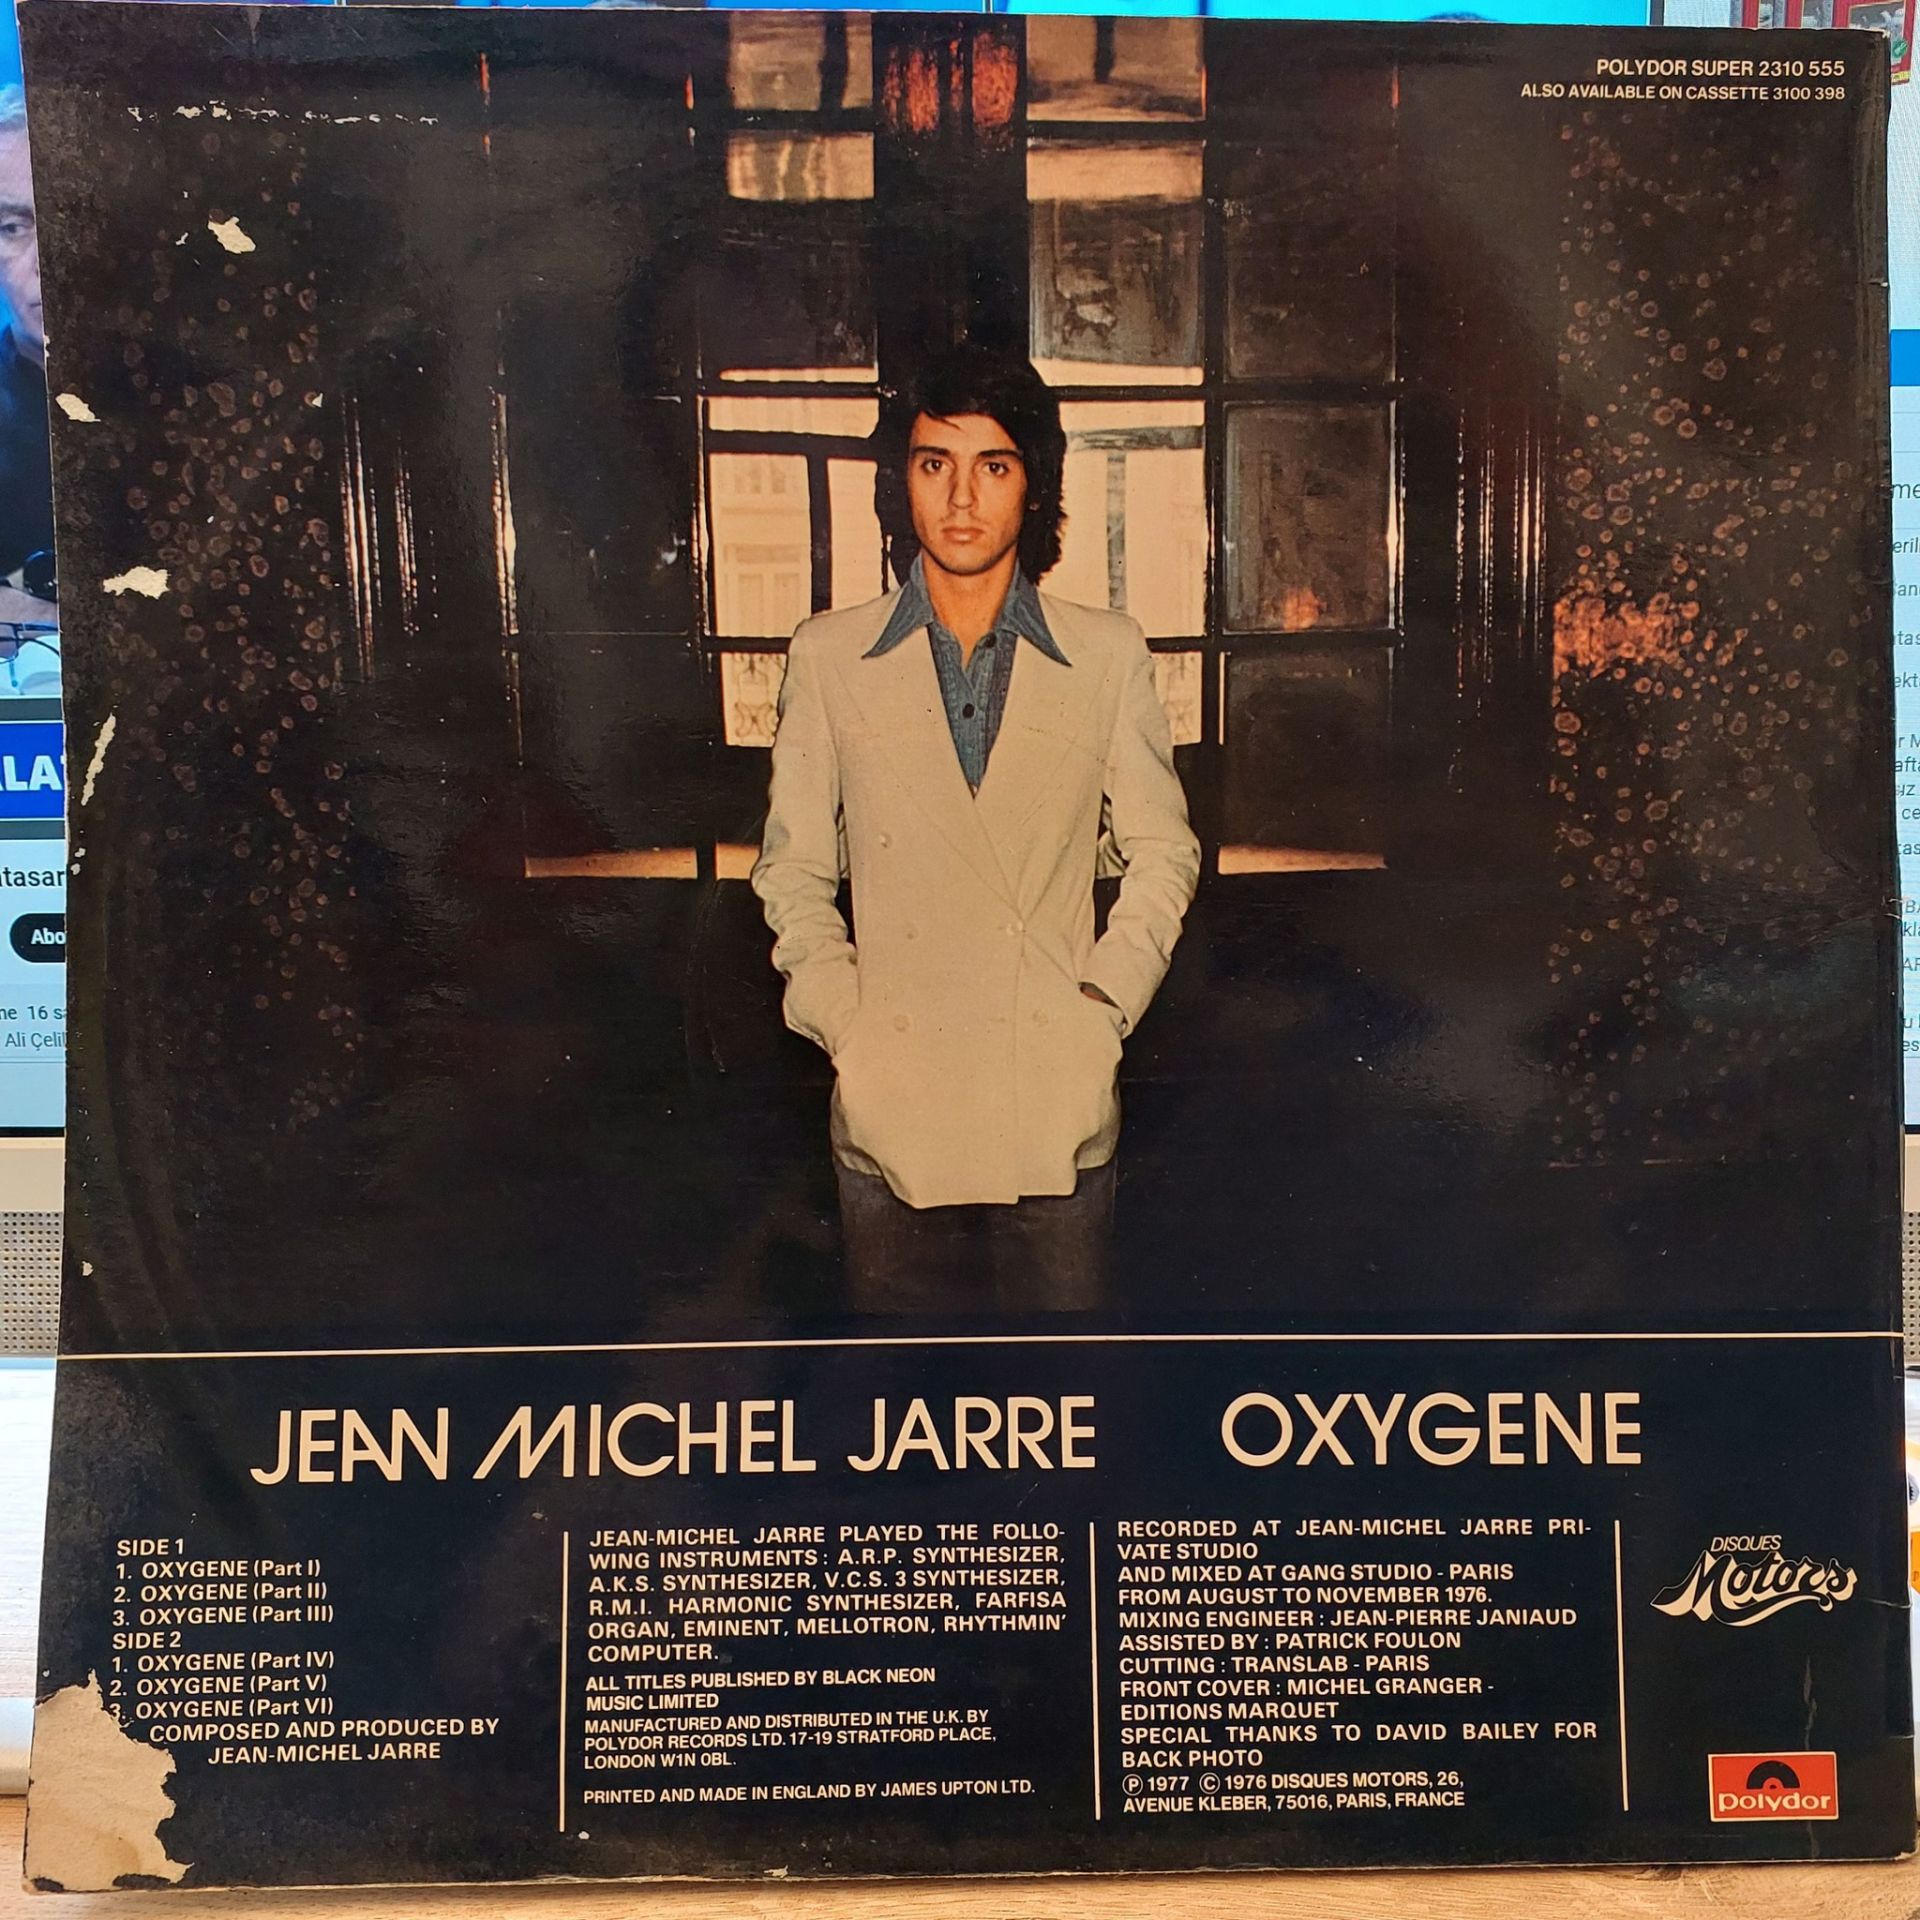 POLYDOR SUPER 2310 555
ALSO AVAILABLE ON CASSETTE 3100 398
JEAN MICHEL JARRE OXYGENE
SIDE 1
1. OXYGENE (Part I)
2. OXYGENE (Part II)
3. OXYGENE (Part III)
SIDE 2
1. OXYGENE (Part IV)
2. OXYGENE (Part V)
3. OXYGENE (Part VI)
COMPOSED AND PRODUCED BY
JEAN-MICHEL JARRE
JEAN-MICHEL JARRE PLAYED THE FOLLO-
WING INSTRUMENTS : A.R.P. SYNTHESIZER,
A.K.S. SYNTHESIZER, V.C.S. 3 SYNTHESIZER,
R.M.I. HARMONIC SYNTHESIZER, FARFISA
ORGAN, EMINENT, MELLOTRON, RHYTHMIN'
COMPUTER.
ALL TITLES PUBLISHED BY BLACK NEON
MUSIC LIMITED
MANUFACTURED AND DISTRIBUTED IN THE U.K. BY
POLYDOR RECORDS LTD. 17-19 STRATFORD PLACE,
LONDON W1N 0BL.
PRINTED AND MADE IN ENGLAND BY JAMES UPTON LTD.
RECORDED AT JEAN-MICHEL JARRE PRI-
VATE STUDIO
AND MIXED AT GANG STUDIO - PARIS
FROM AUGUST TO NOVEMBER 1976.
MIXING ENGINEER : JEAN-PIERRE JANIAUD
ASSISTED BY : PATRICK FOULON
CUTTING : TRANSLAB - PARIS
FRONT COVER : MICHEL GRANGER -
EDITIONS MARQUET
SPECIAL THANKS TO DAVID BAILEY FOR
BACK PHOTO
Ⓟ 1977 © 1976 DISQUES MOTORS, 26,
AVENUE KLEBER, 75016, PARIS, FRANCE
DISQUES
Motors
polydor
LA
tasar
Abo
ne 16 sa
Ali Çeli